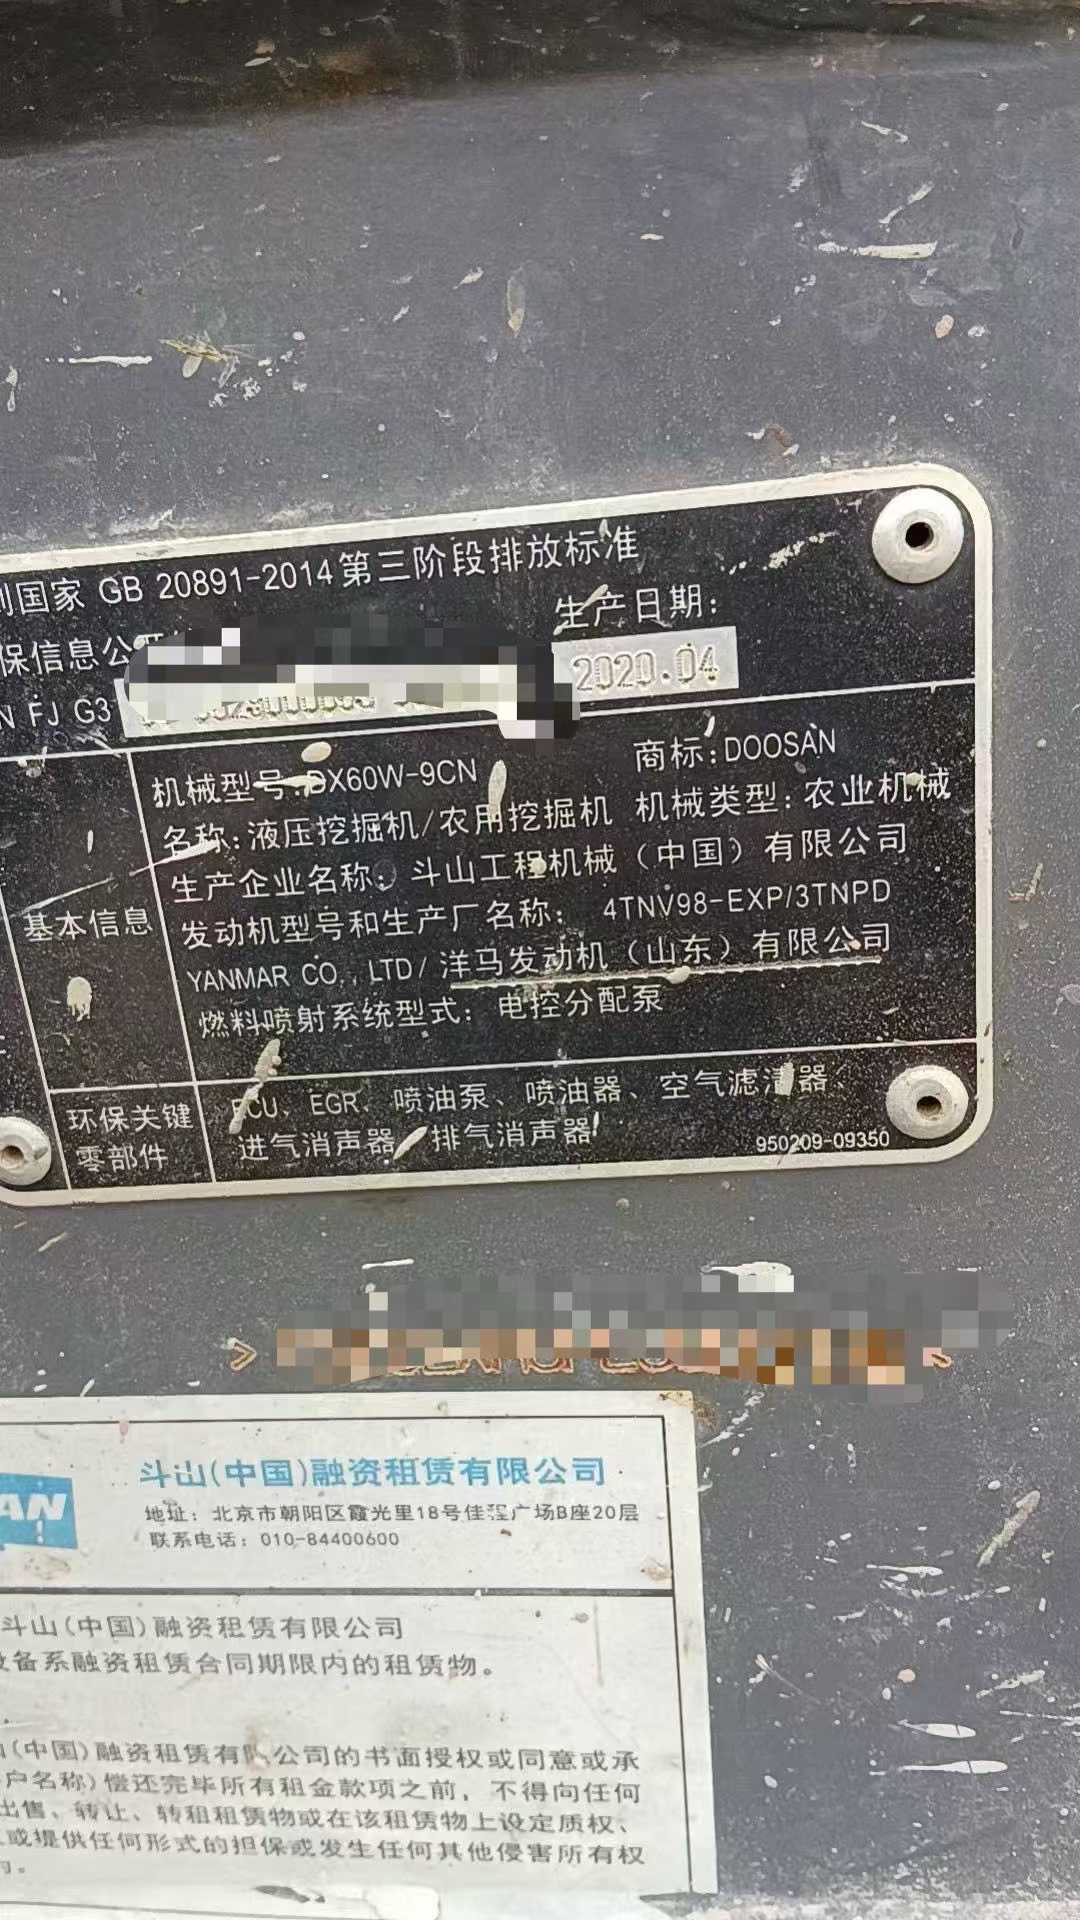 国家 GB 20891-2014第三阶段排放标准
保信息公开
生产日期:
2020.04
N FJ G3
机械型号:DX60W-9CN 商标:DOOSAN
名称:液压挖掘机/农用挖掘机 机械类型:农业机械
生产企业名称:斗山工程机械(中国)有限公司
基本信息
发动机型号和生产厂名称: 4TNV98-EXP/3TNPD
YANMAR CO., LTD/洋马发动机(山东)有限公司
燃料喷射系统型式: 电控分配泵
环保关键
零部件
ECU、EGR、喷油泵、喷油器、空气滤清器、
进气消声器、排气消声器
950209-09350
AN
斗山(中国)融资租赁有限公司
地址: 北京市朝阳区霞光里18号佳程广场B座20层
联系电话: 010-84400600
斗山(中国)融资租赁有限公司
设备系融资租赁合同期限内的租赁物。
(中国)融资租赁有限公司的书面授权或同意或承
户名称)偿还完毕所有租金款项之前,不得向任何
出售、转让、转租租赁物或在该租赁物上设定质权、
或提供任何形式的担保或发生任何其他侵害所有权